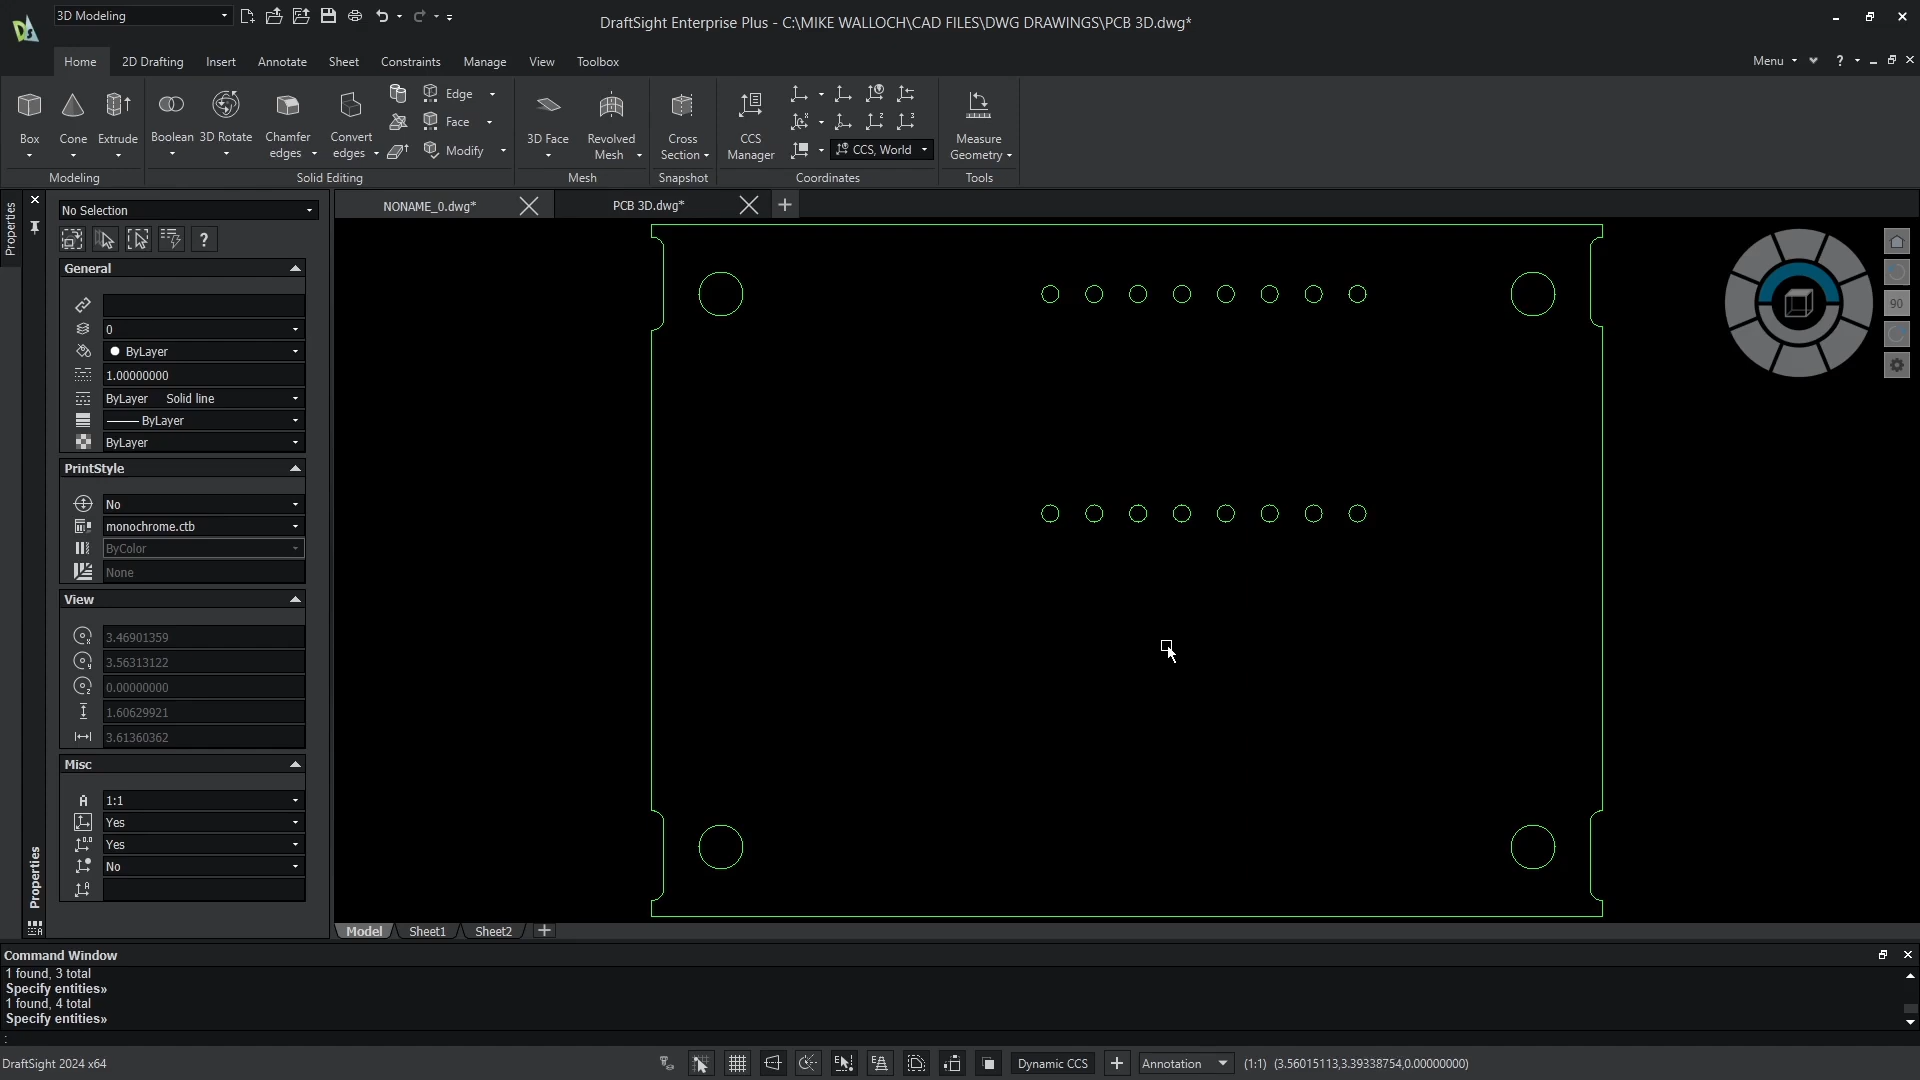 3D Modeling
DraftSight Enterprise Plus - C:\MIKE WALLOCH\CAD FILES\DWG DRAWINGS\PCB 3D.dwg*
Home 2D Drafting Insert Annotate Sheet Constraints Manage View Toolbox
Menu ?
Box Cone Extrude
Modeling
Boolean 3D Rotate Chamfer edges Convert edges
Edge
Face
Modify
Solid Editing
3D Face Revolved Mesh
Mesh
Cross Section
Snapshot
CCS Manager
CCS, World
Coordinates
Measure Geometry
Tools
Properties
No Selection
NONAME_0.dwg* PCB 3D.dwg* +
?
General
0
ByLayer
1.00000000
ByLayer Solid line
ByLayer
ByLayer
PrintStyle
No
monochrome.ctb
ByColor
None
View
3.46901359
3.56313122
0.00000000
1.60629921
3.61360362
Misc
1:1
Yes
Yes
No
Properties
90
Model Sheet1 Sheet2 +
Command Window
1 found, 3 total
Specify entities»
1 found, 4 total
Specify entities»
:
DraftSight 2024 x64
Dynamic CCS + Annotation (1:1) (3.56015113,3.39338754,0.00000000)